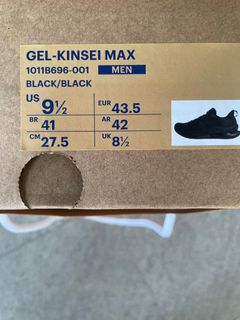 GEL-KINSEI MAX
1011B696-001 MEN
BLACK/BLACK
US 9½ EUR 43.5
BR 41 AR 42
CM 27.5 UK 8½